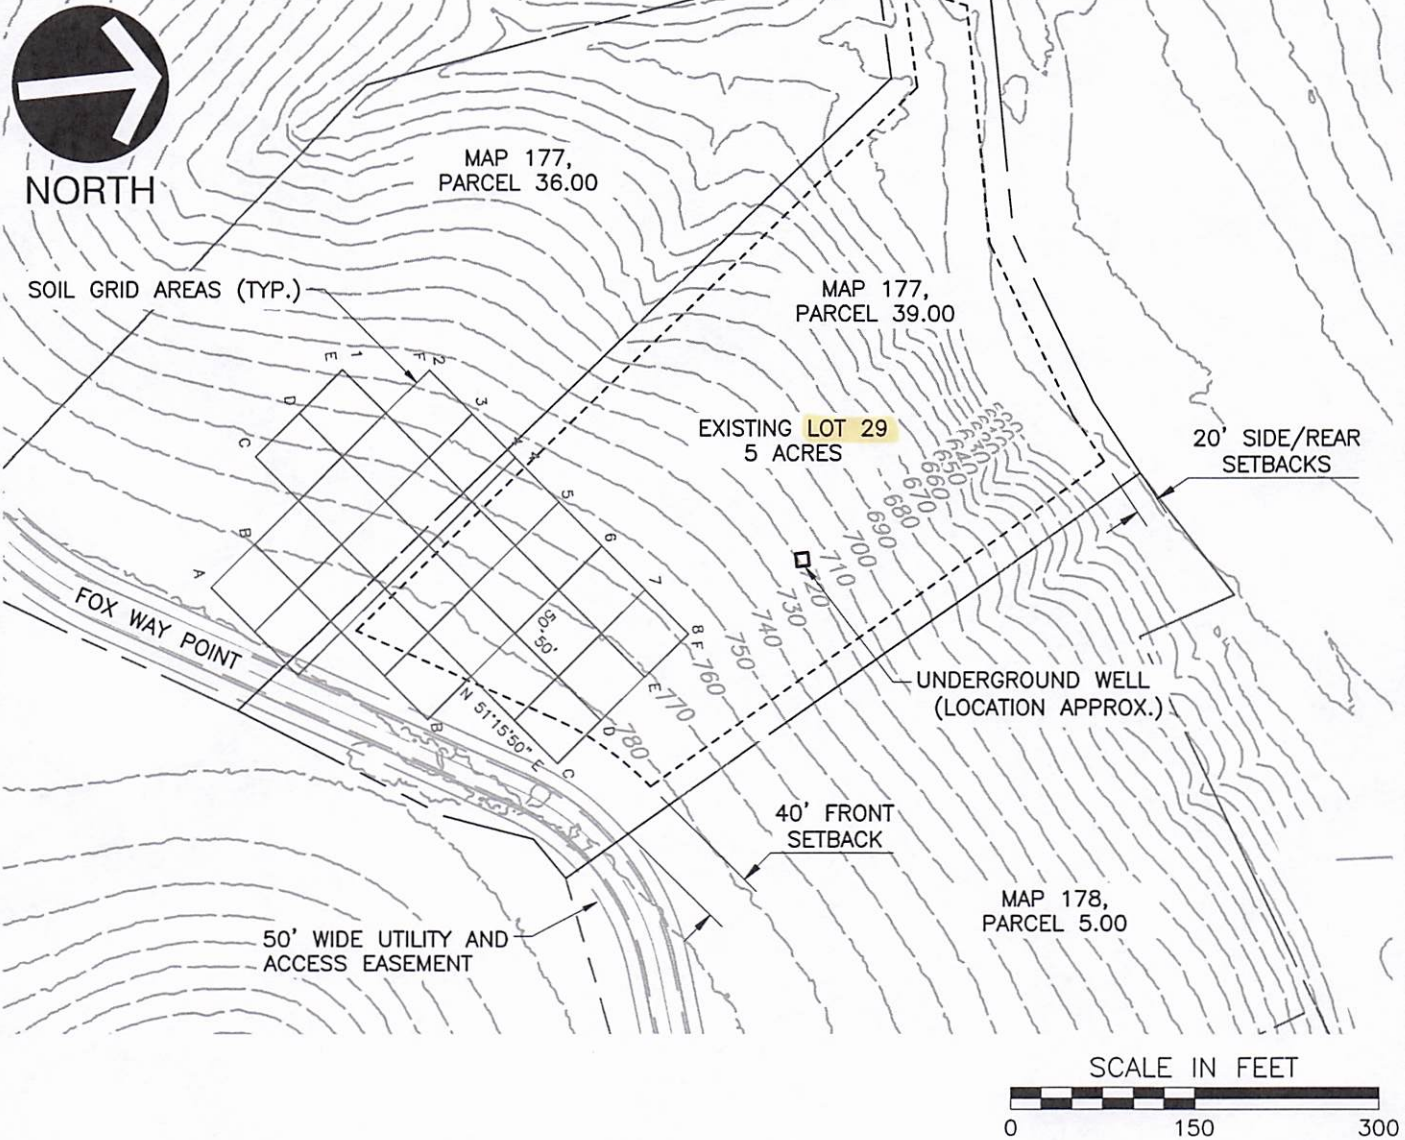 NORTH
MAP 177,
PARCEL 36.00
SOIL GRID AREAS (TYP.)
MAP 177,
PARCEL 39.00
EXISTING LOT 29
5 ACRES
20' SIDE/REAR
SETBACKS
E
1
F
2
D
3
C
4
5
B
6
A
7
8
F
E
D
C
B
50'
50'
N 51°15'50" E
FOX WAY POINT
640
650
660
670
680
690
700
710
720
730
740
750
760
770
780
UNDERGROUND WELL
(LOCATION APPROX.)
40' FRONT
SETBACK
MAP 178,
PARCEL 5.00
50' WIDE UTILITY AND
ACCESS EASEMENT
SCALE IN FEET
0
150
300